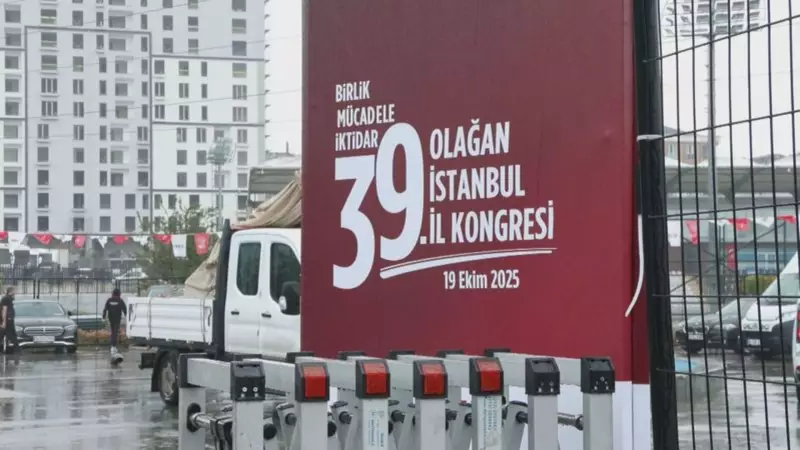 BİRLİK
MÜCADELE
İKTİDAR
39.
OLAĞAN
İSTANBUL
İL KONGRESİ
19 Ekim 2025